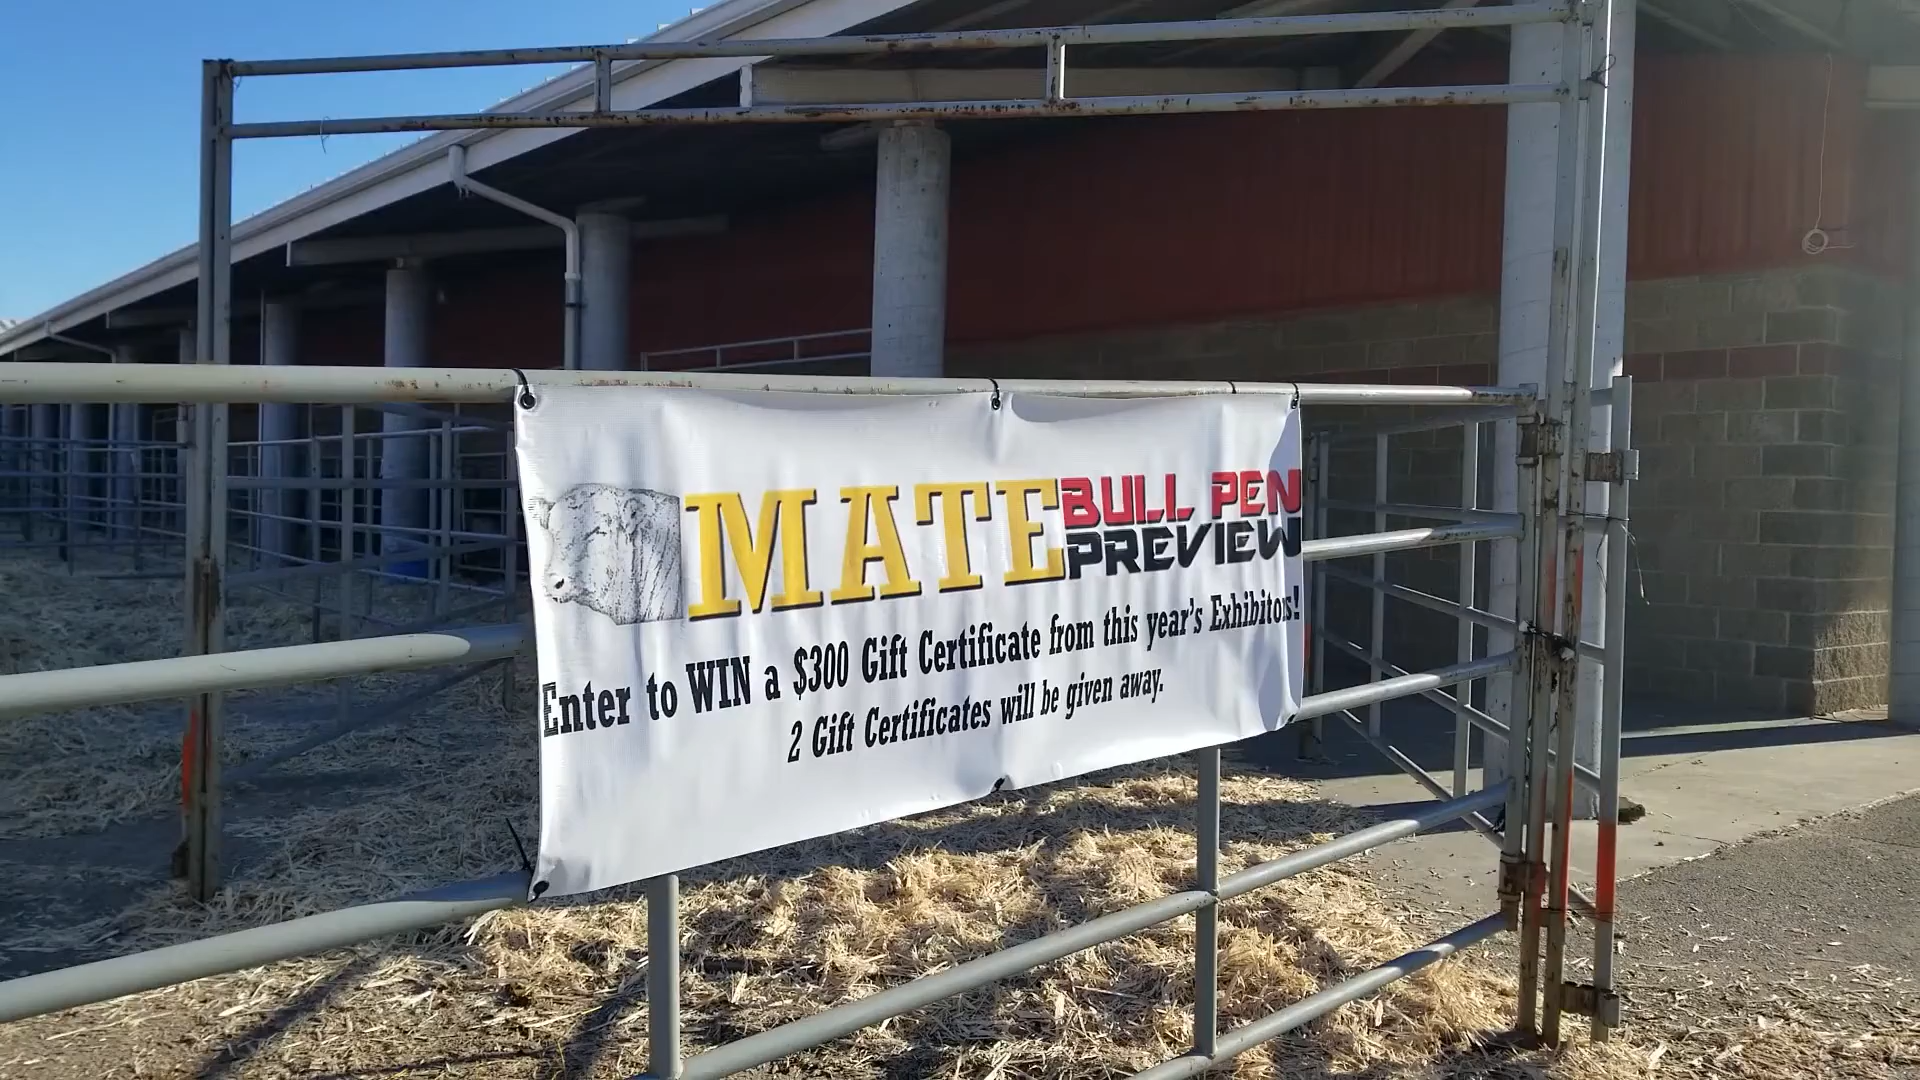 MATE BULL PEN
PREVIEW
Enter to WIN a $300 Gift Certificate from this year's Exhibitors!
2 Gift Certificates will be given away.